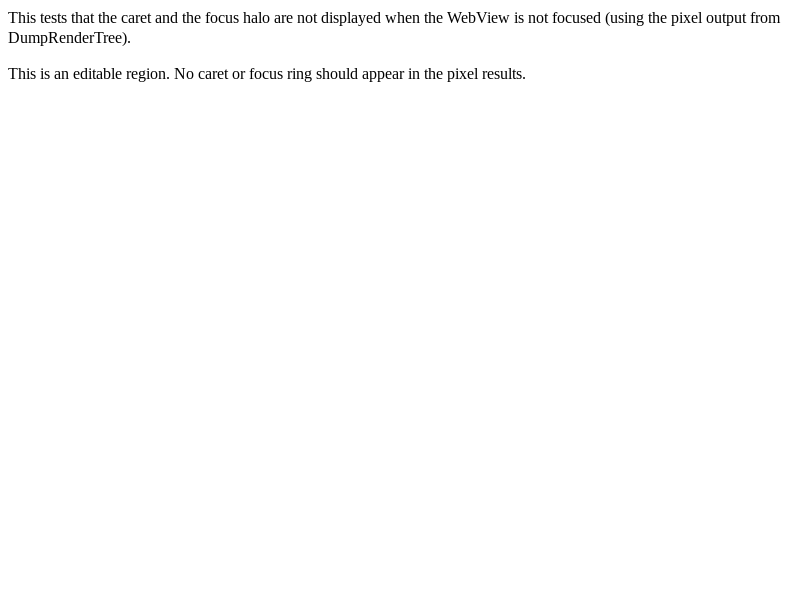 This tests that the caret and the focus halo are not displayed when the WebView is not focused (using the pixel output from
DumpRenderTree).
This is an editable region. No caret or focus ring should appear in the pixel results.